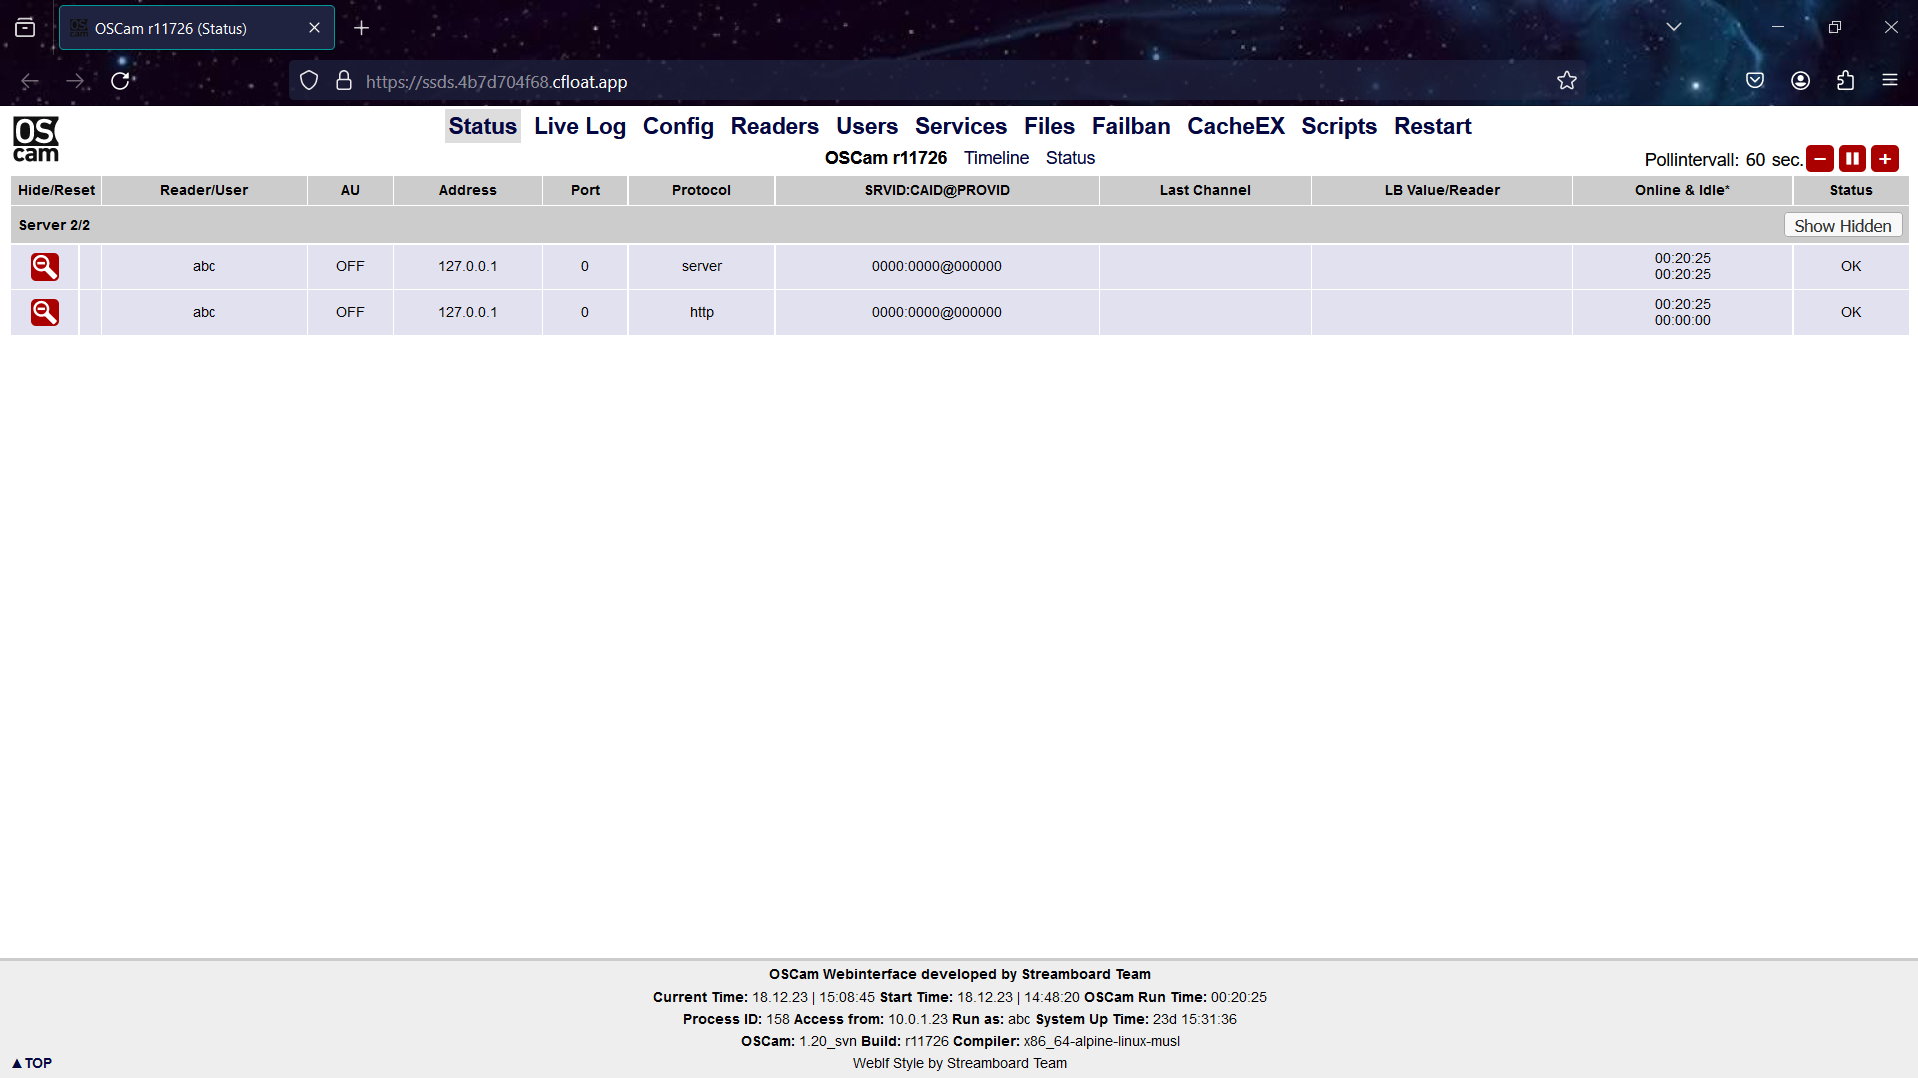 OSCam r11726 (Status)
https://ssds.4b7d704f68.cfloat.app
OS cam
Status Live Log Config Readers Users Services Files Failban CacheEX Scripts Restart
OSCam r11726 Timeline Status
Pollintervall: 60 sec.
Hide/Reset Reader/User AU Address Port Protocol SRVID:CAID@PROVID Last Channel LB Value/Reader Online & Idle* Status
Server 2/2 Show Hidden
abc OFF 127.0.0.1 0 server 0000:0000@000000 00:20:25 00:20:25 OK
abc OFF 127.0.0.1 0 http 0000:0000@000000 00:20:25 00:00:00 OK
OSCam Webinterface developed by Streamboard Team
Current Time: 18.12.23 | 15:08:45 Start Time: 18.12.23 | 14:48:20 OSCam Run Time: 00:20:25
Process ID: 158 Access from: 10.0.1.23 Run as: abc System Up Time: 23d 15:31:36
OSCam: 1.20_svn Build: r11726 Compiler: x86_64-alpine-linux-musl
▲TOP
WebIf Style by Streamboard Team